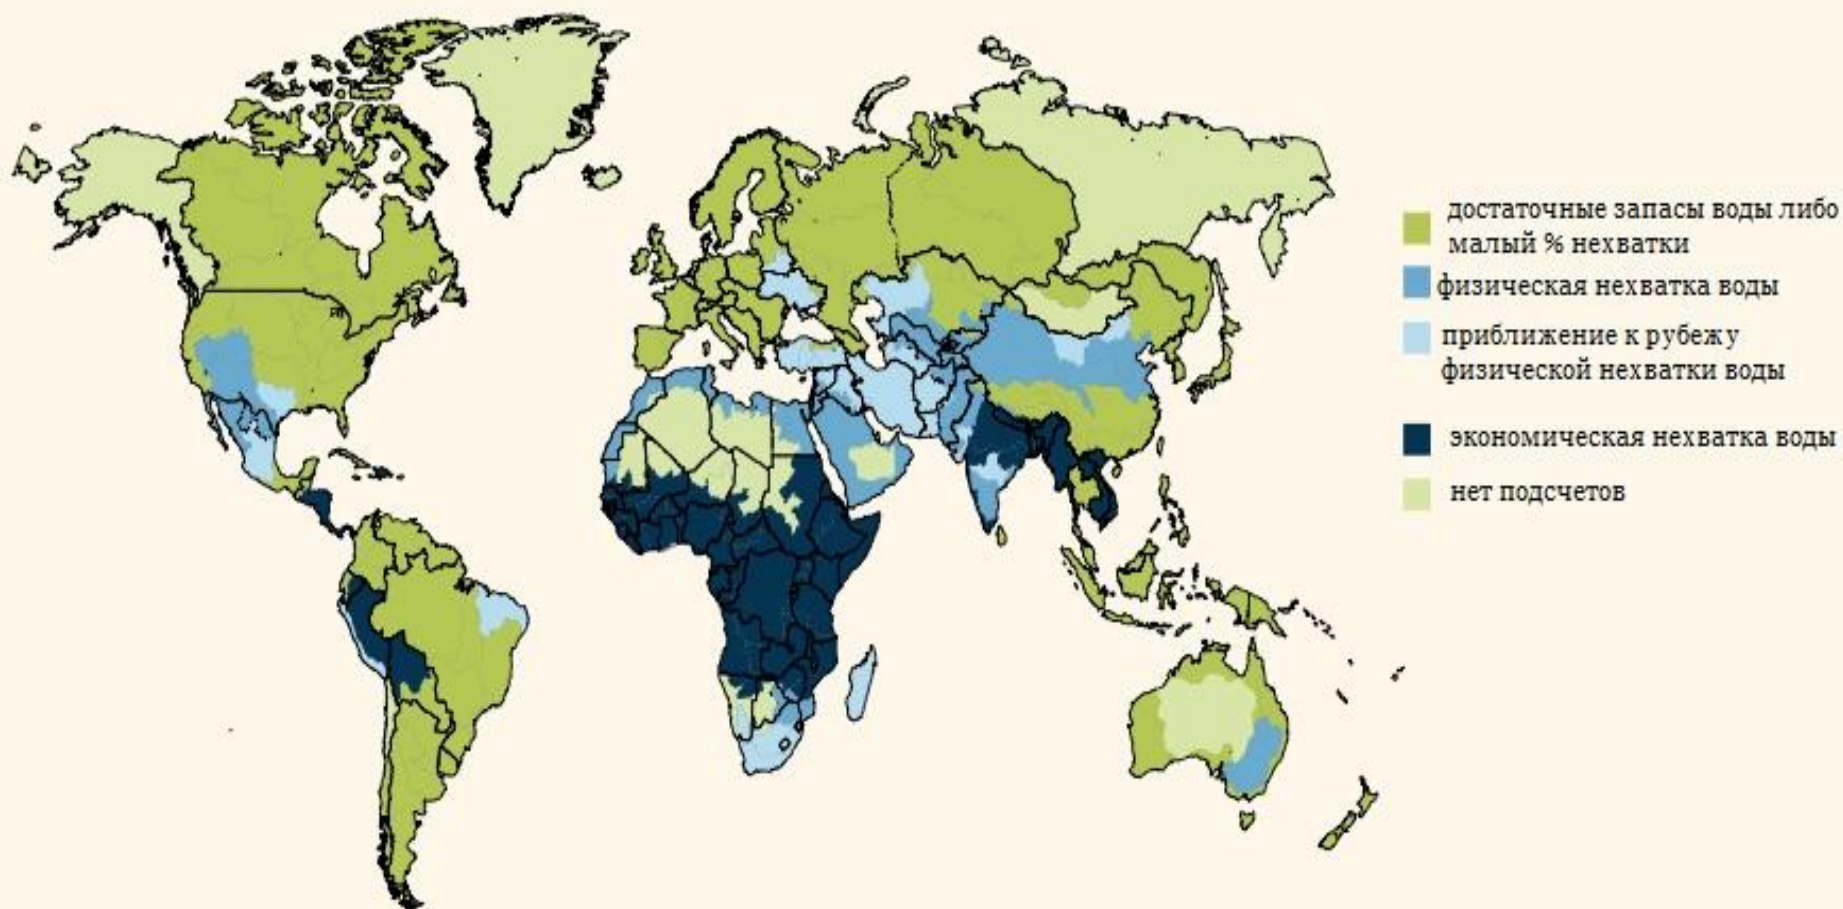 достаточные запасы воды либо
малый % нехватки
физическая нехватка воды
приближение к рубежу
физической нехватки воды
экономическая нехватка воды
нет подсчетов